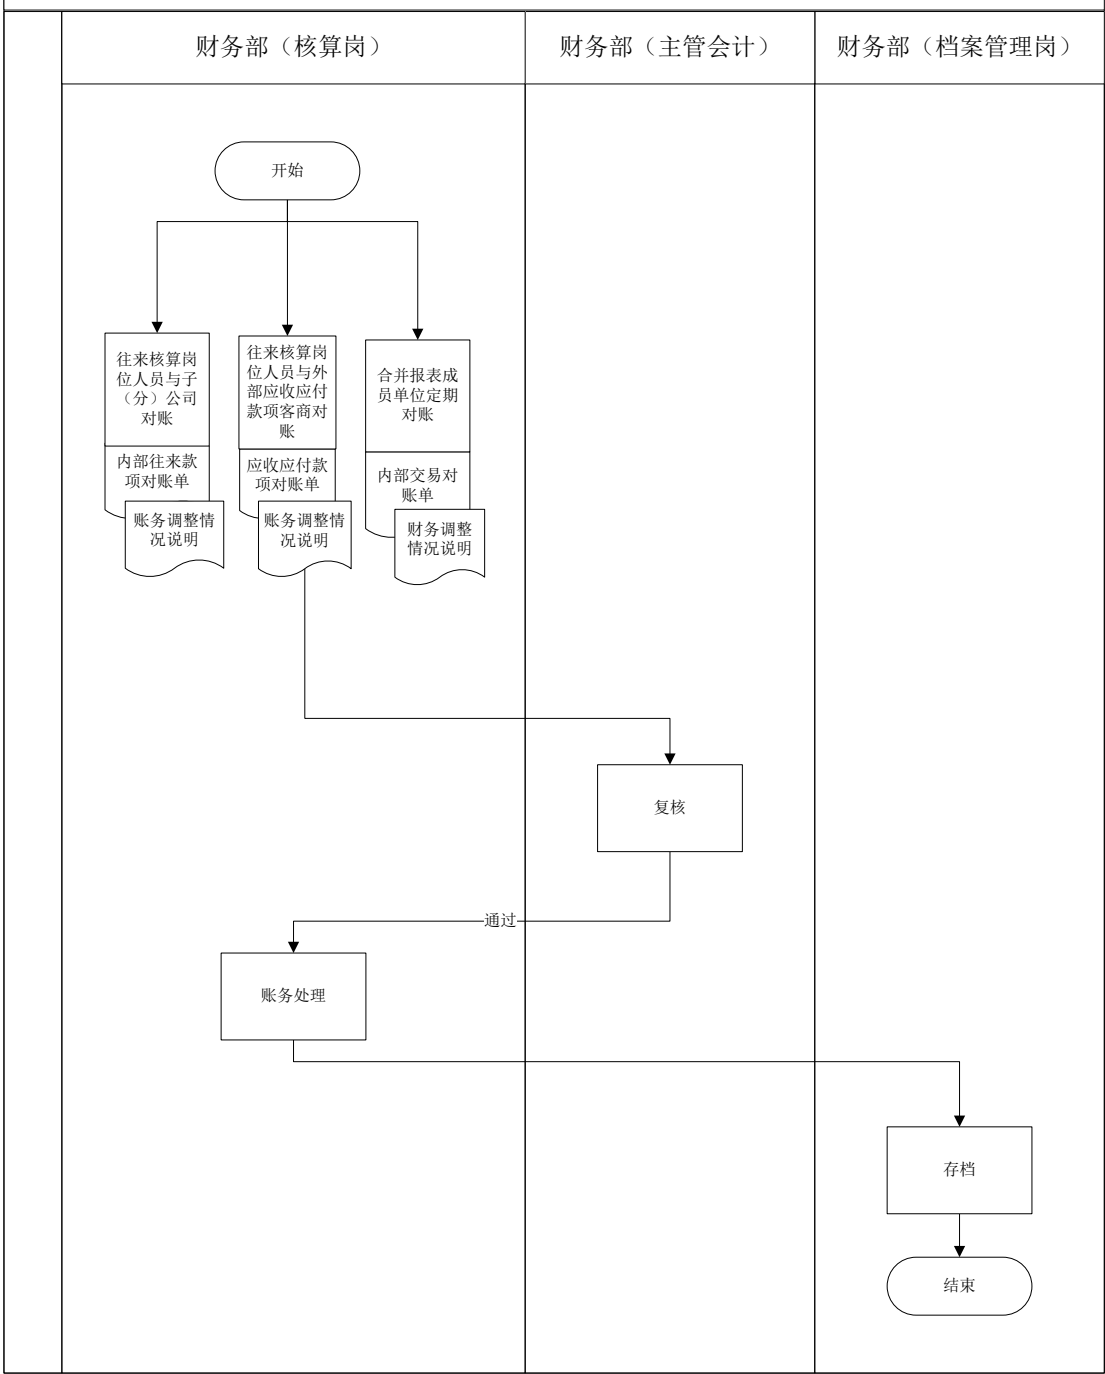 财务部（核算岗）
财务部（主管会计）
财务部（档案管理岗）
开始
往来核算岗
位人员与子
（分）公司
对账
往来核算岗
位人员与外
部应收应付
款项客商对
账
合并报表成
员单位定期
对账
内部往来款
项对账单
应收应付款
项对账单
内部交易对
账单
账务调整情
况说明
账务调整情
况说明
财务调整
情况说明
复核
通过
账务处理
存档
结束